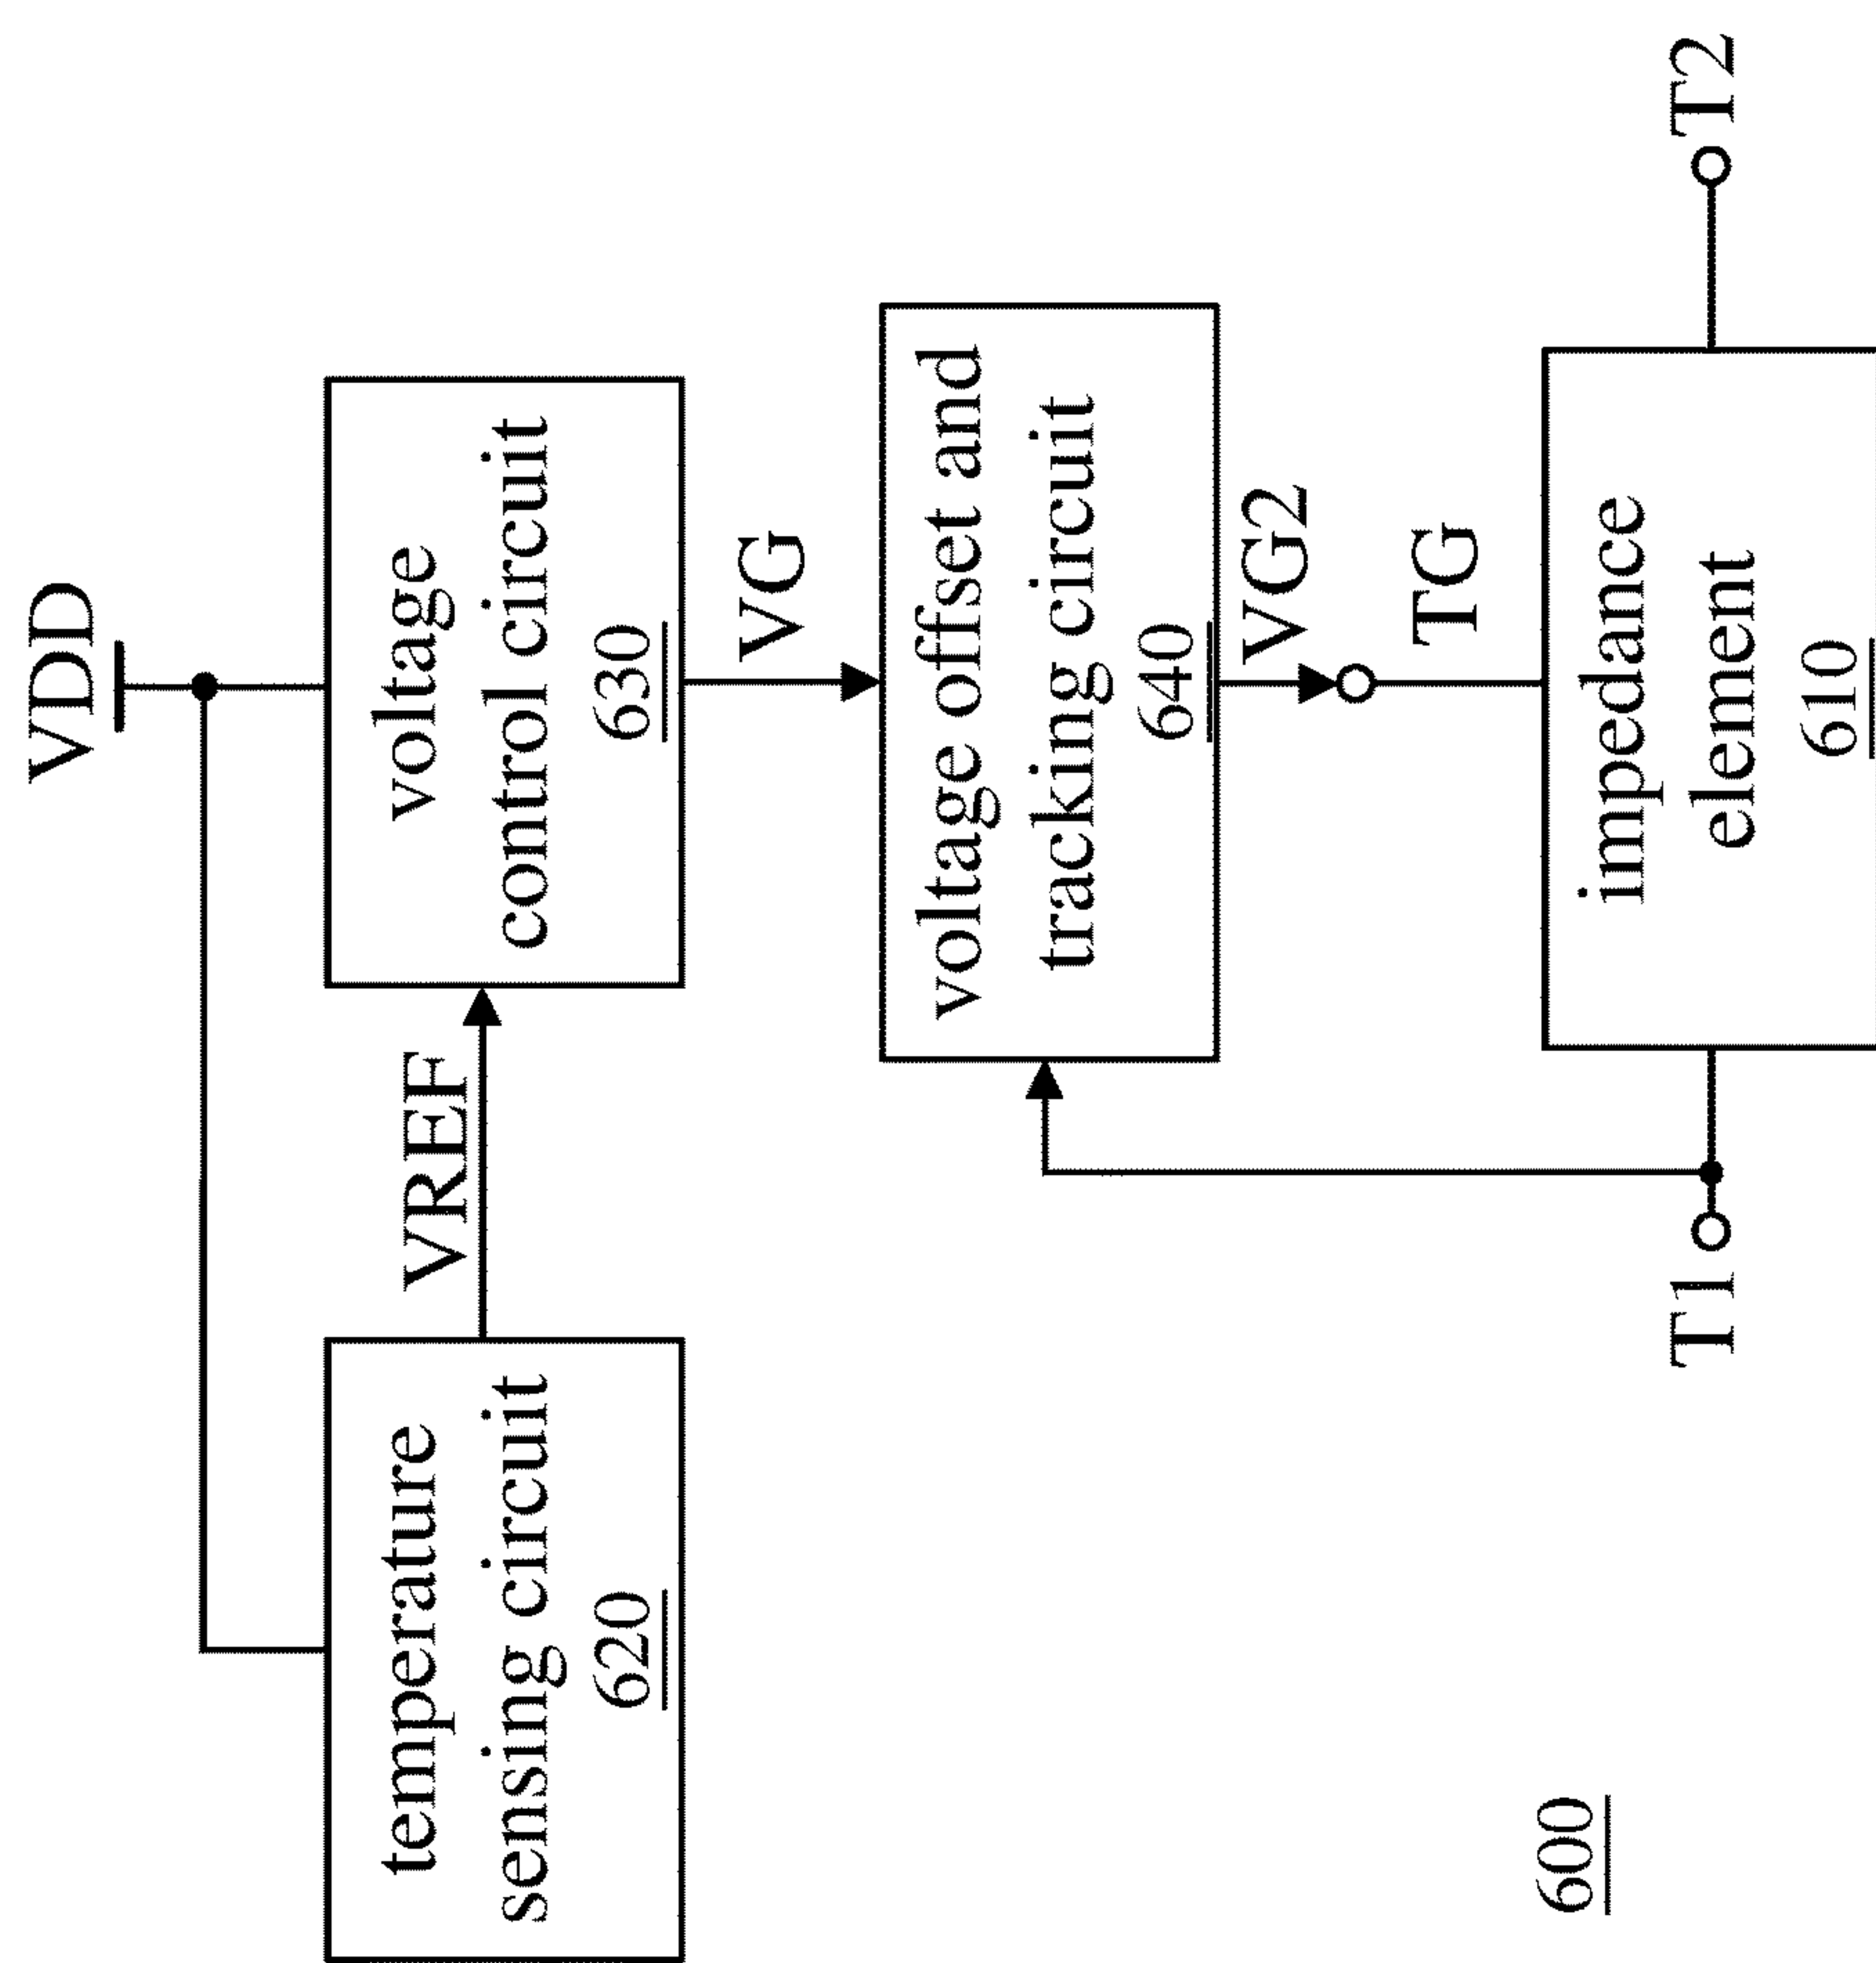 VDD
temperature
sensing circuit
620
VREF
voltage
control circuit
630
VG
voltage offset and
tracking circuit
640
VG2
TG
T1
impedance
element
610
T2
600